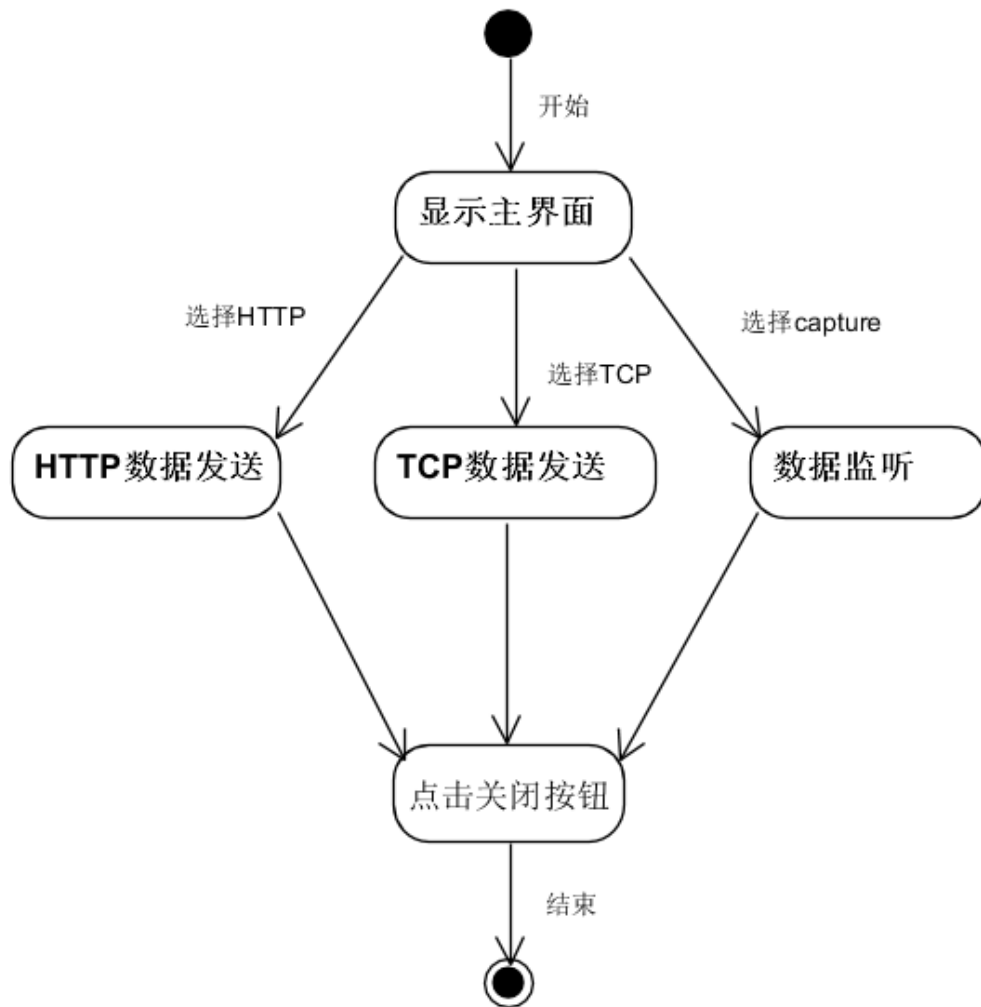 开始
显示主界面
选择HTTP
选择capture
选择TCP
HTTP数据发送
TCP数据发送
数据监听
点击关闭按钮
结束